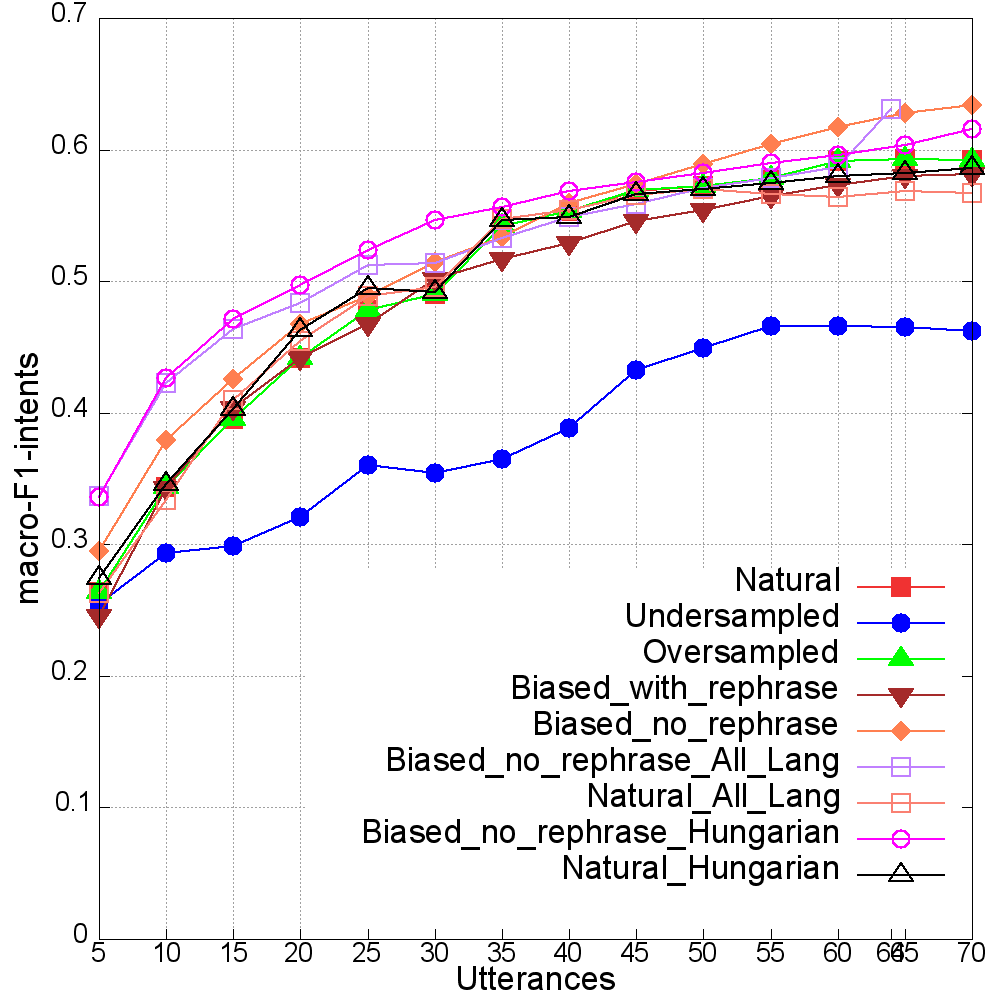 0.7
0.6
0.5
0.4
0.3
0.2
0.1
0
macro-F1-intents
Natural
Undersampled
Oversampled
Biased_with_rephrase
Biased_no_rephrase
Biased_no_rephrase_All_Lang
Natural_All_Lang
Biased_no_rephrase_Hungarian
Natural_Hungarian
5 10 15 20 25 30 35 40 45 50 55 60 64 65 70
Utterances